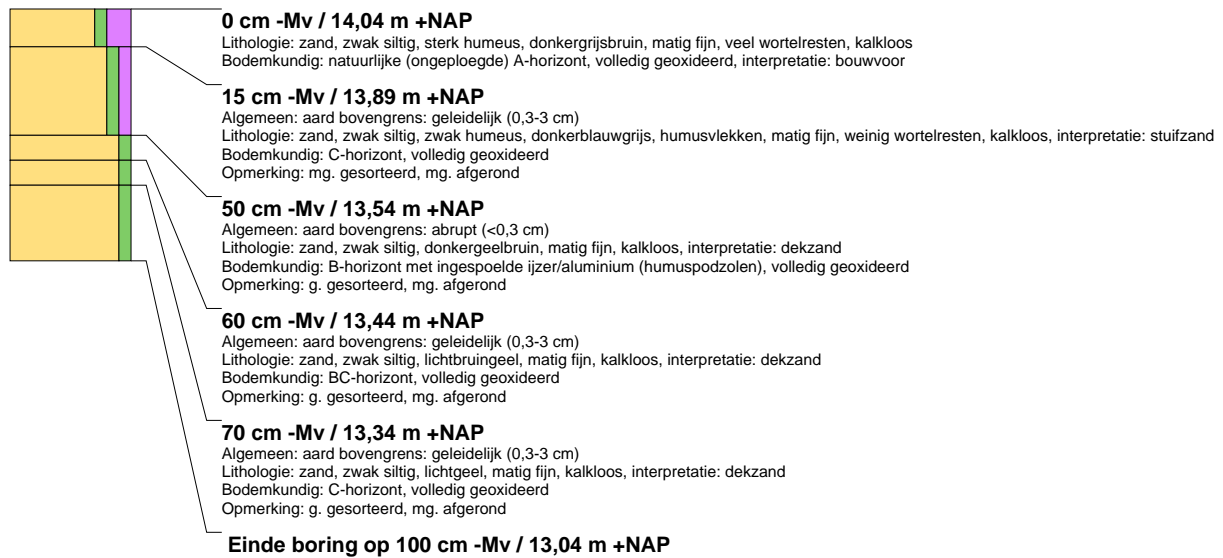 0 cm -Mv / 14,04 m +NAP
Lithologie: zand, zwak siltig, sterk humeus, donkergrijsbruin, matig fijn, veel wortelresten, kalkloos
Bodemkundig: natuurlijke (ongeploegde) A-horizont, volledig geoxideerd, interpretatie: bouwvoor
15 cm -Mv / 13,89 m +NAP
Algemeen: aard bovengrens: geleidelijk (0,3-3 cm)
Lithologie: zand, zwak siltig, zwak humeus, donkerblauwgrijs, humusvlekken, matig fijn, weinig wortelresten, kalkloos, interpretatie: stuifzand
Bodemkundig: C-horizont, volledig geoxideerd
Opmerking: mg. gesorteerd, mg. afgerond
50 cm -Mv / 13,54 m +NAP
Algemeen: aard bovengrens: abrupt (<0,3 cm)
Lithologie: zand, zwak siltig, donkergeelbruin, matig fijn, kalkloos, interpretatie: dekzand
Bodemkundig: B-horizont met ingespoelde ijzer/aluminium (humuspodzolen), volledig geoxideerd
Opmerking: g. gesorteerd, mg. afgerond
60 cm -Mv / 13,44 m +NAP
Algemeen: aard bovengrens: geleidelijk (0,3-3 cm)
Lithologie: zand, zwak siltig, lichtbruingeel, matig fijn, kalkloos, interpretatie: dekzand
Bodemkundig: BC-horizont, volledig geoxideerd
Opmerking: g. gesorteerd, mg. afgerond
70 cm -Mv / 13,34 m +NAP
Algemeen: aard bovengrens: geleidelijk (0,3-3 cm)
Lithologie: zand, zwak siltig, lichtgeel, matig fijn, kalkloos, interpretatie: dekzand
Bodemkundig: C-horizont, volledig geoxideerd
Opmerking: g. gesorteerd, mg. afgerond
Einde boring op 100 cm -Mv / 13,04 m +NAP